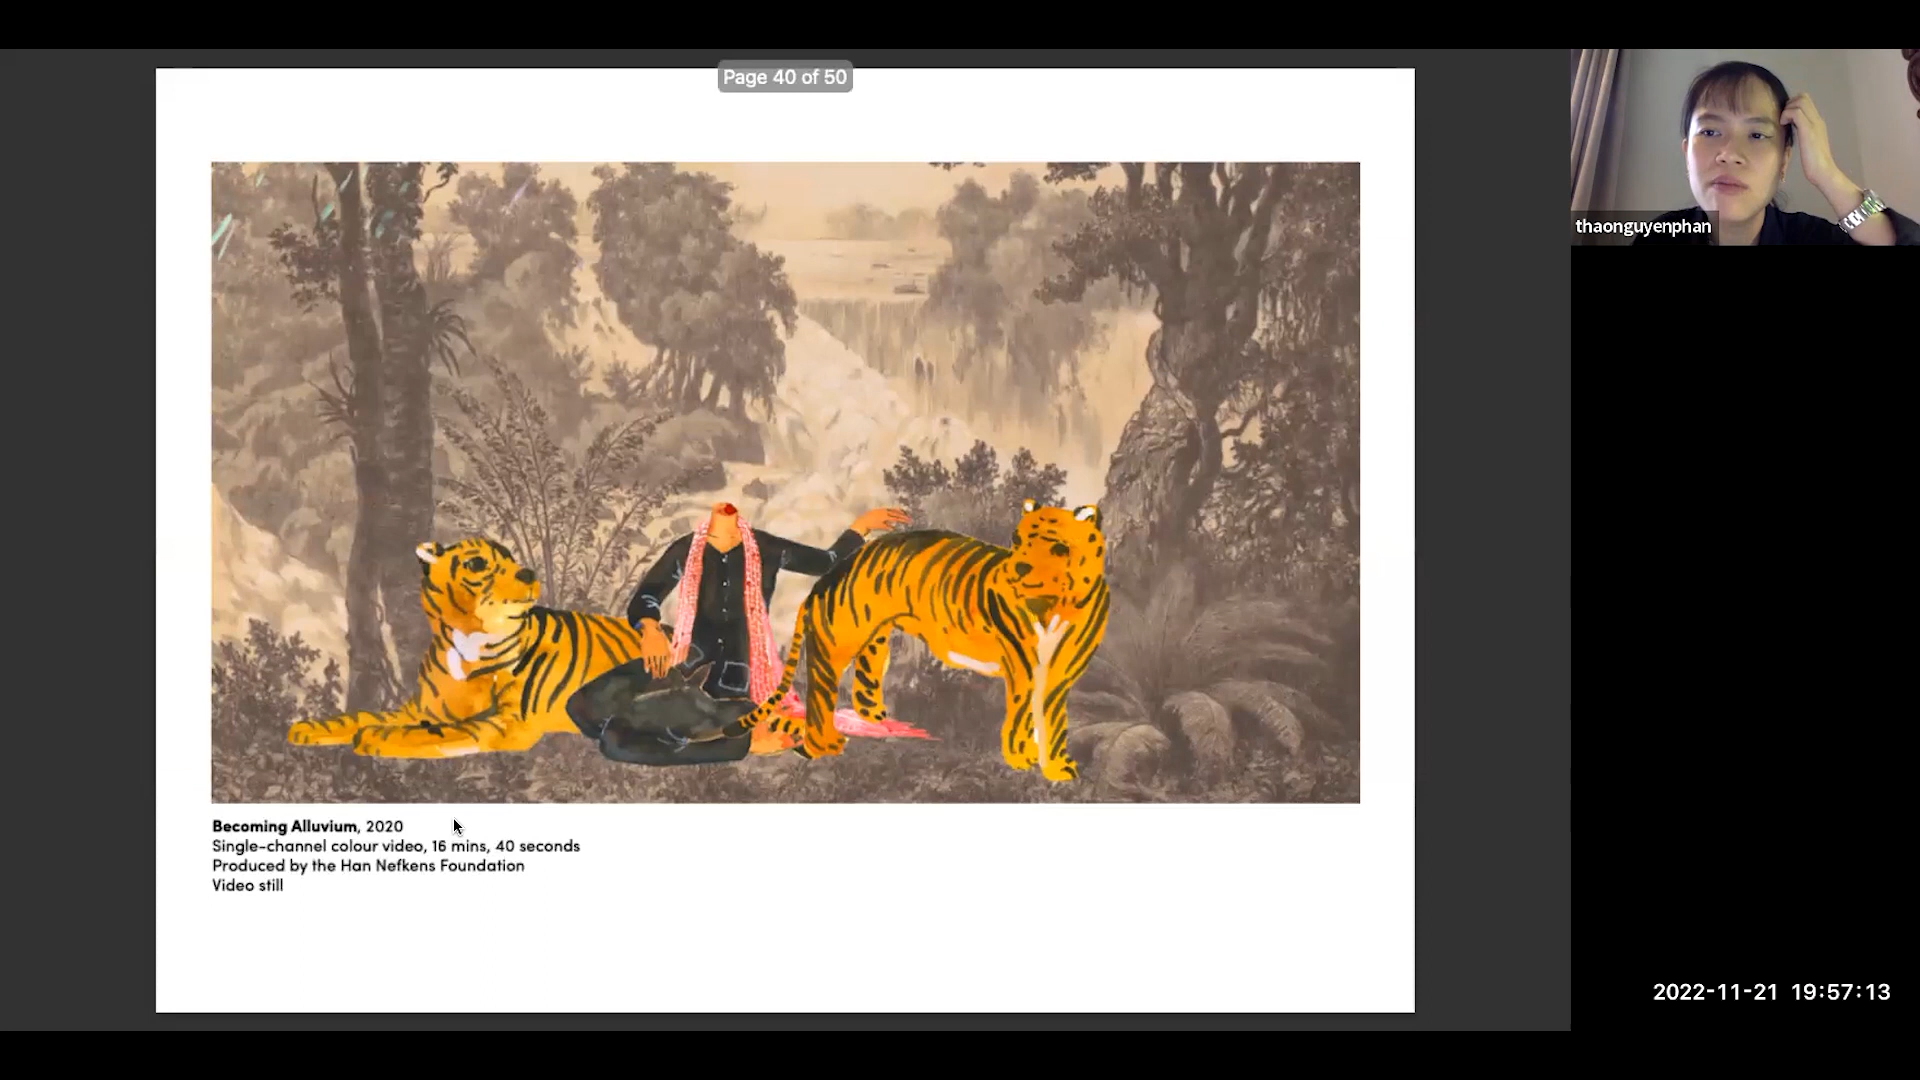 Page 40 of 50
thaonguyenphan
Becoming Alluvium, 2020
Single-channel colour video, 16 mins, 40 seconds
Produced by the Han Nefkens Foundation
Video still
2022-11-21 19:57:13